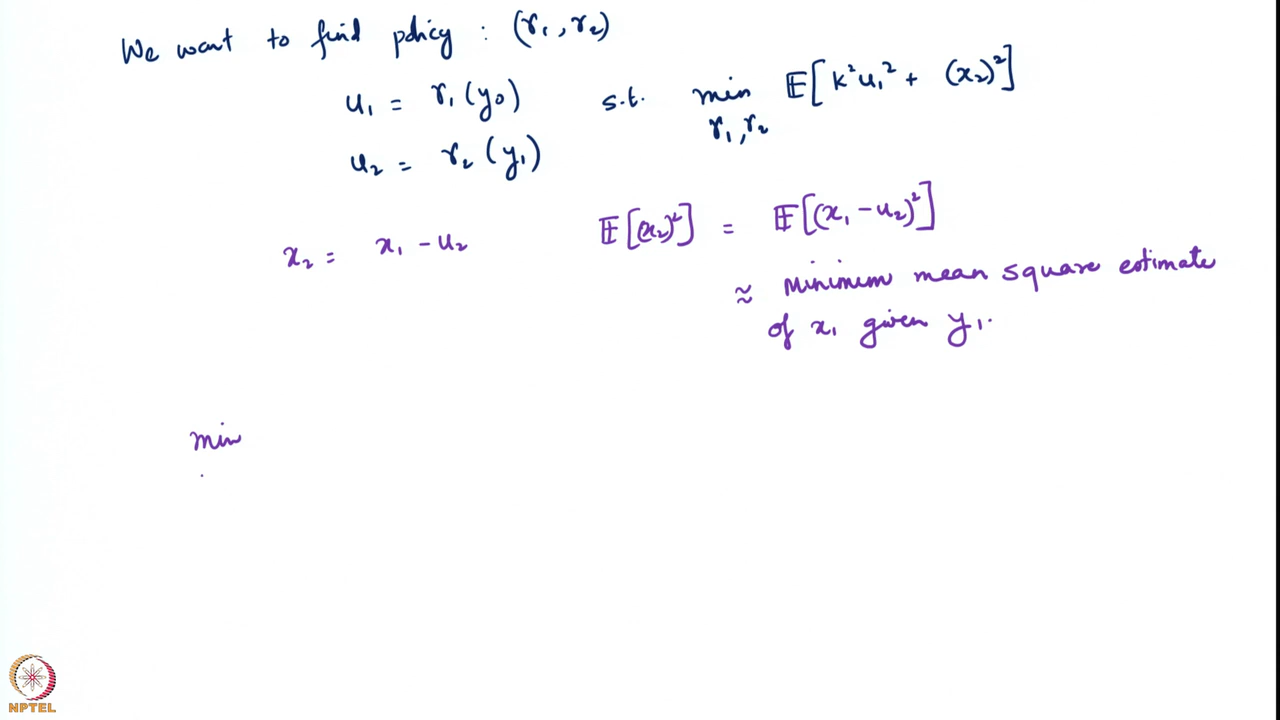 We want to find policy : (γ₁, γ₂)
u₁ = γ₁(y₀) s.t. min E[k²u₁² + (x₂)²]
γ₁, γ₂
u₂ = γ₂(y₁)
x₂ = x₁ - u₂ E[(x₂)²] = E[(x₁ - u₂)²]
≈ Minimum mean square estimate
of x₁ given y₁.
min
NPTEL